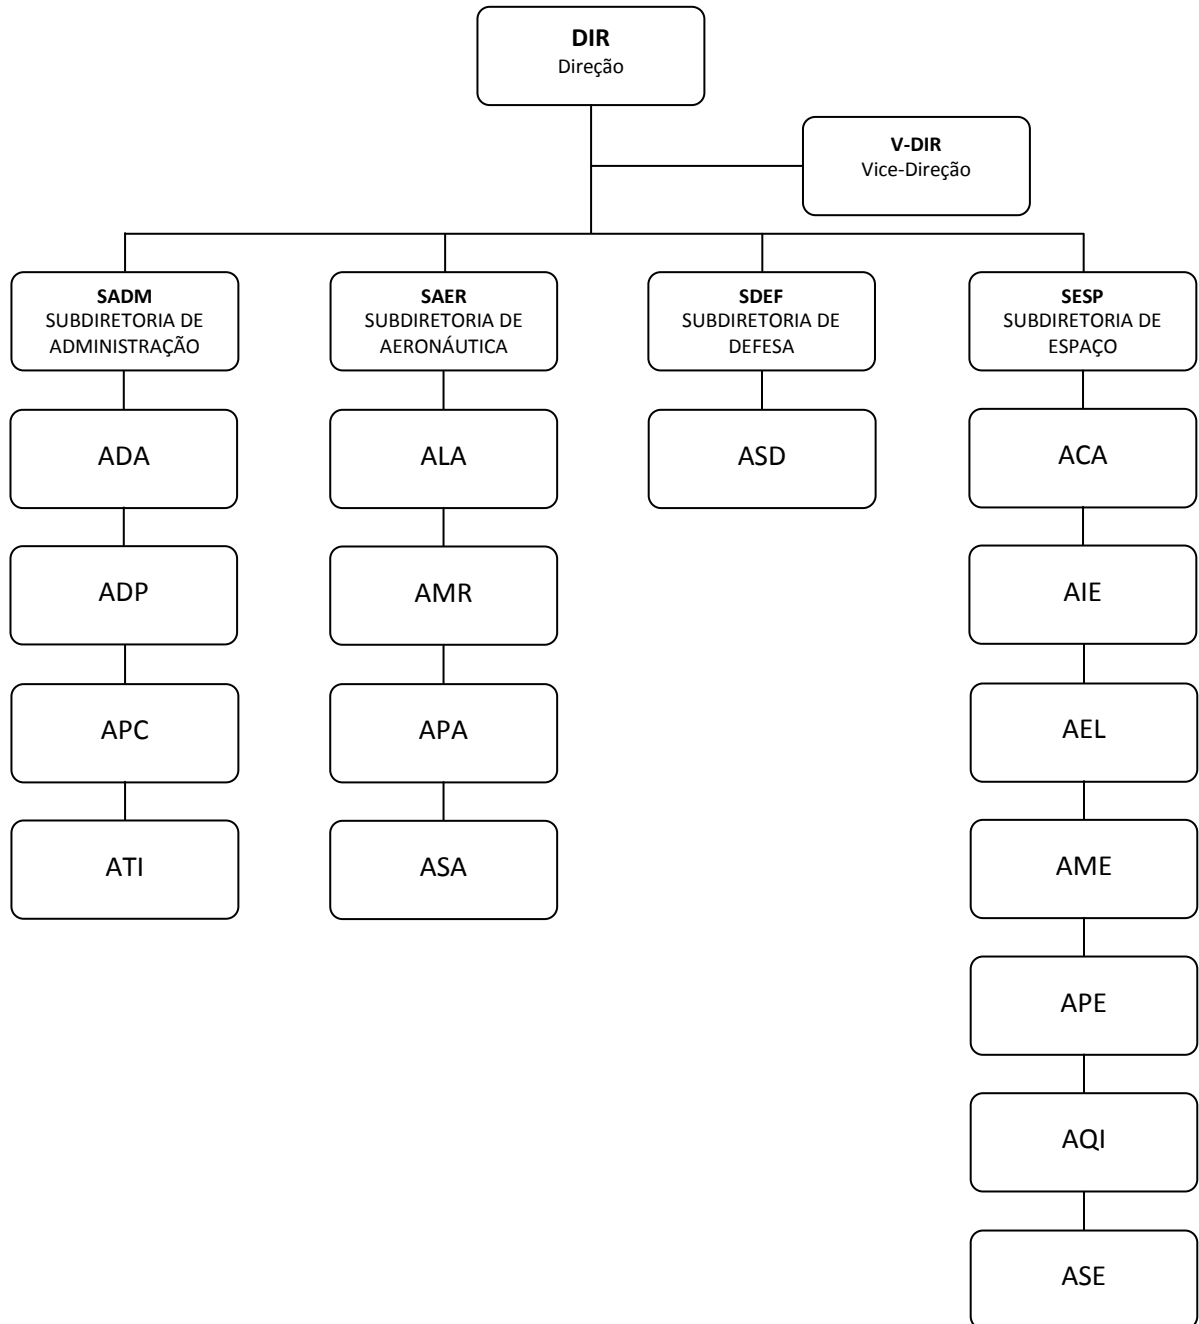 DIR
Direção
V-DIR
Vice-Direção
SADM
SUBDIRETORIA DE
ADMINISTRAÇÃO
SAER
SUBDIRETORIA DE
AERONÁUTICA
SDEF
SUBDIRETORIA DE
DEFESA
SESP
SUBDIRETORIA DE
ESPAÇO
ADA
ALA
ASD
ACA
ADP
AMR
AIE
APC
APA
AEL
ATI
ASA
AME
APE
AQI
ASE